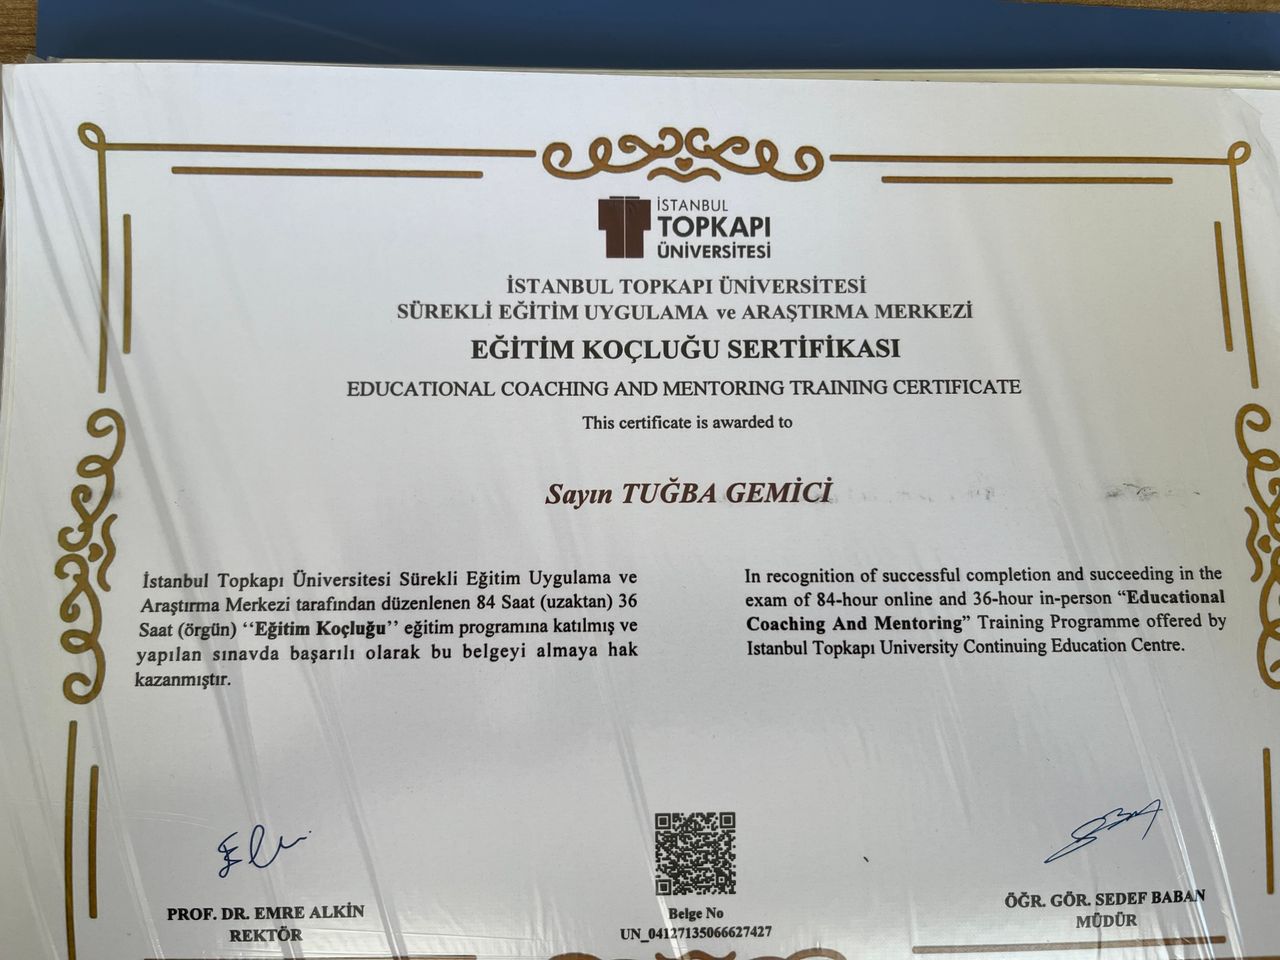 İSTANBUL
TOPKAPI
ÜNİVERSİTESİ
İSTANBUL TOPKAPI ÜNİVERSİTESİ
SÜREKLİ EĞİTİM UYGULAMA ve ARAŞTIRMA MERKEZİ
EĞİTİM KOÇLUĞU SERTİFİKASI
EDUCATIONAL COACHING AND MENTORING TRAINING CERTIFICATE
This certificate is awarded to
Sayın TUĞBA GEMİCİ
İstanbul Topkapı Üniversitesi Sürekli Eğitim Uygulama ve
Araştırma Merkezi tarafından düzenlenen 84 Saat (uzaktan) 36
Saat (örgün) ‘‘Eğitim Koçluğu’’ eğitim programına katılmış ve
yapılan sınavda başarılı olarak bu belgeyi almaya hak
kazanmıştır.
In recognition of successful completion and succeeding in the
exam of 84-hour online and 36-hour in-person “Educational
Coaching And Mentoring” Training Programme offered by
Istanbul Topkapı University Continuing Education Centre.
PROF. DR. EMRE ALKİN
REKTÖR
Belge No
UN_04127135066627427
ÖĞR. GÖR. SEDEF BABAN
MÜDÜR